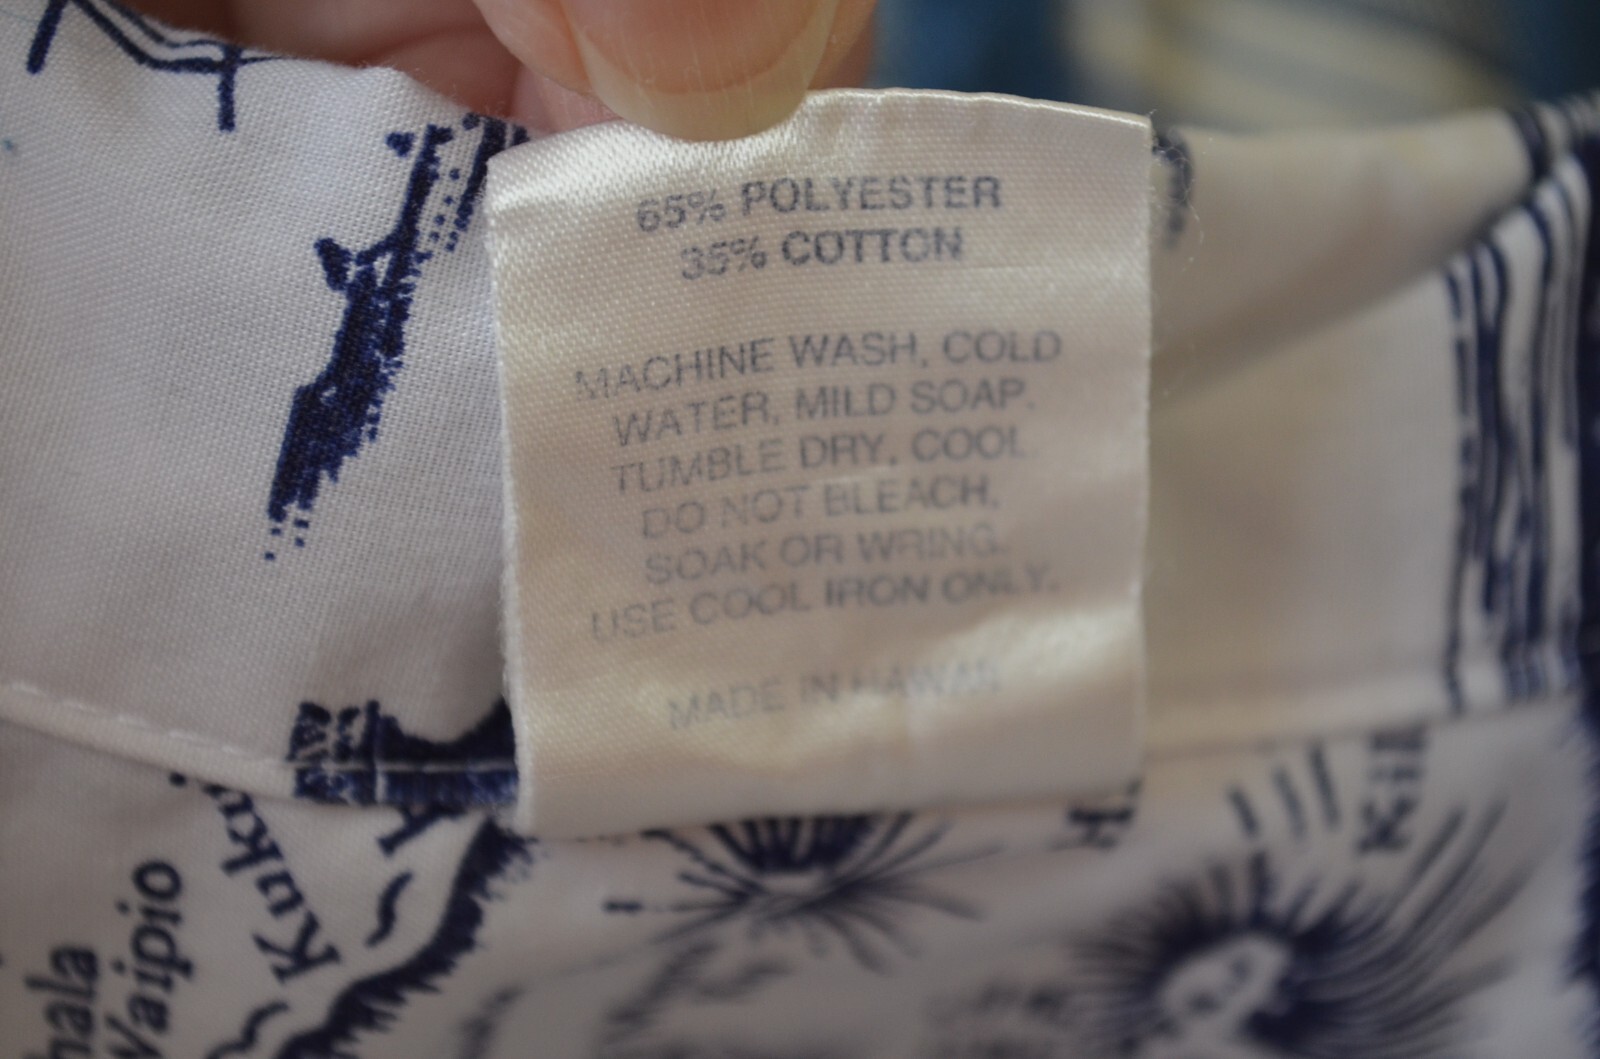 65% POLYESTER
35% COTTON
MACHINE WASH, COLD
WATER, MILD SOAP.
TUMBLE DRY, COOL
DO NOT BLEACH,
SOAK OR WRING.
USE COOL IRON ONLY.
MADE IN HAWAII
Waipio